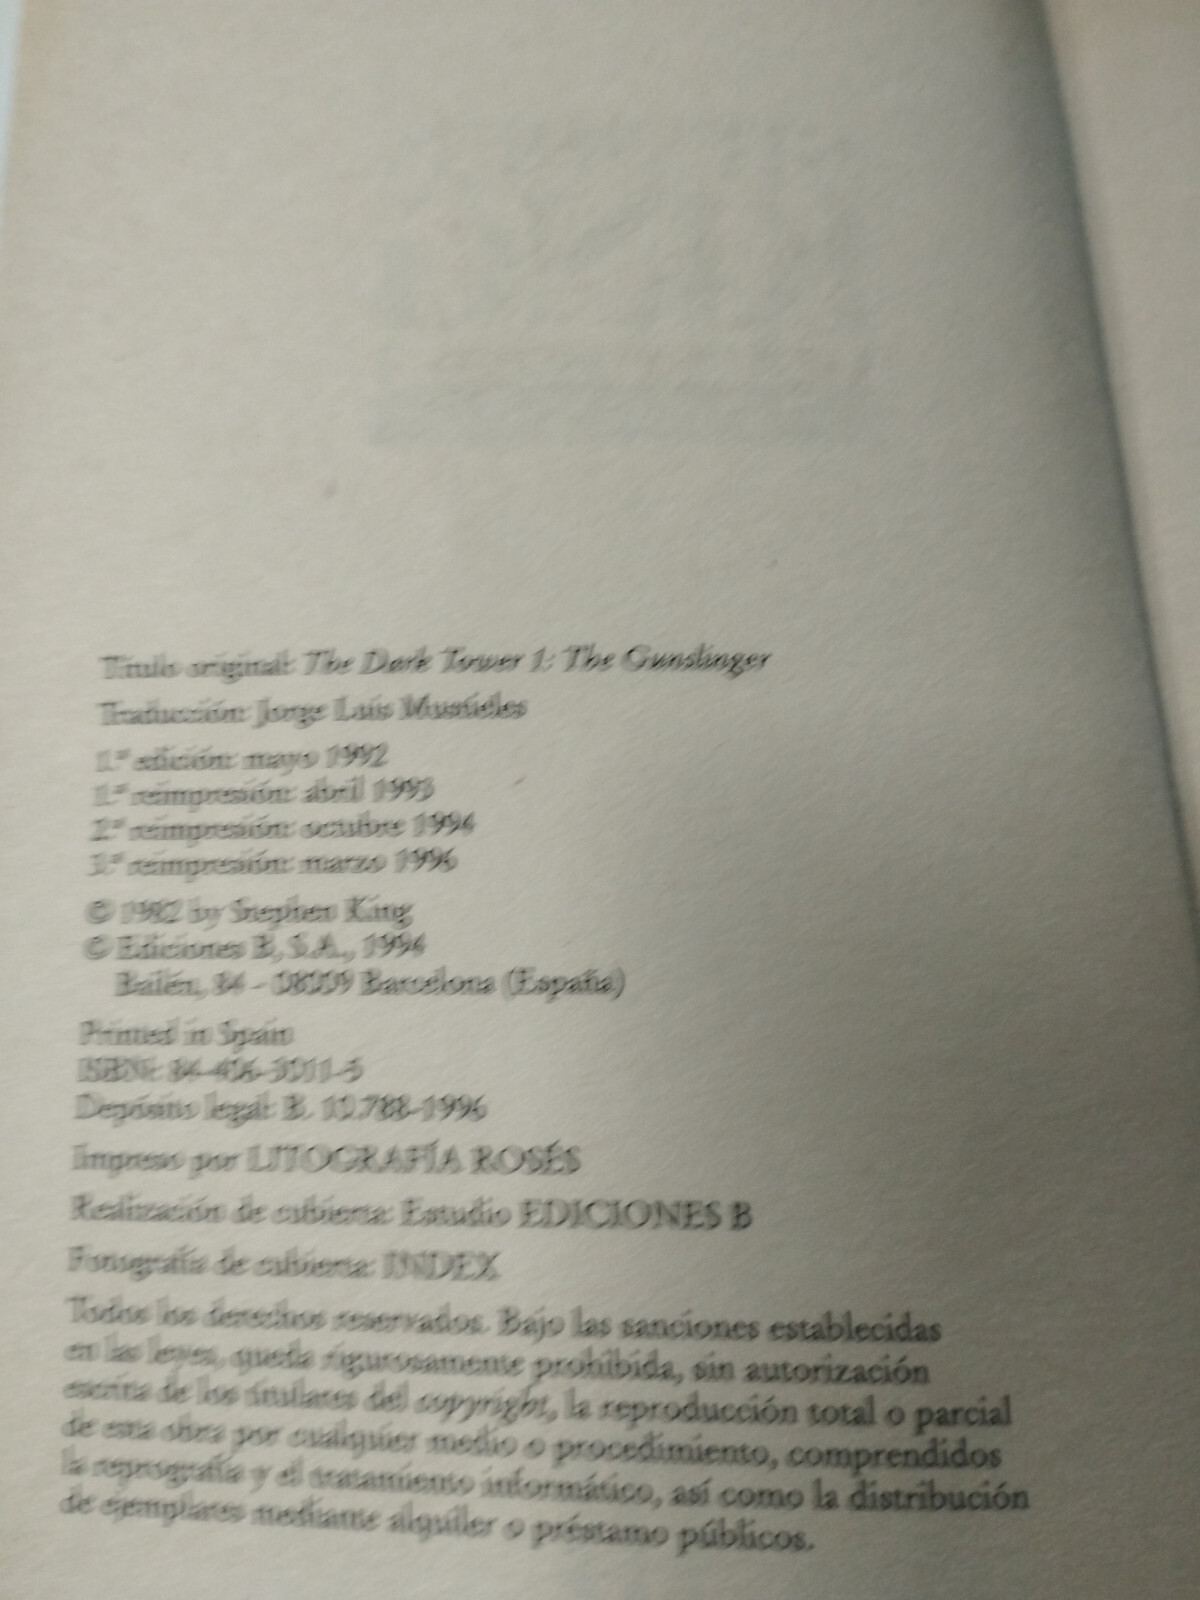 Título original: The Dark Tower 1: The Gunslinger
Traducción: Jorge Luis Mustieles
1.ª edición: mayo 1992
1.ª reimpresión: abril 1993
2.ª reimpresión: octubre 1994
3.ª reimpresión: marzo 1996
© 1982 by Stephen King
© Ediciones B, S.A., 1994
Bailén, 84 - 08009 Barcelona (España)
Printed in Spain
ISBN: 84-406-3011-5
Depósito legal: B. 10.788-1996
Impreso por LITOGRAFÍA ROSÉS
Realización de cubierta: Estudio EDICIONES B
Fotografía de cubierta: INDEX
Todos los derechos reservados. Bajo las sanciones establecidas
en las leyes, queda rigurosamente prohibida, sin autorización
escrita de los titulares del copyright, la reproducción total o parcial
de esta obra por cualquier medio o procedimiento, comprendidos
la reprografía y el tratamiento informático, así como la distribución
de ejemplares mediante alquiler o préstamo públicos.